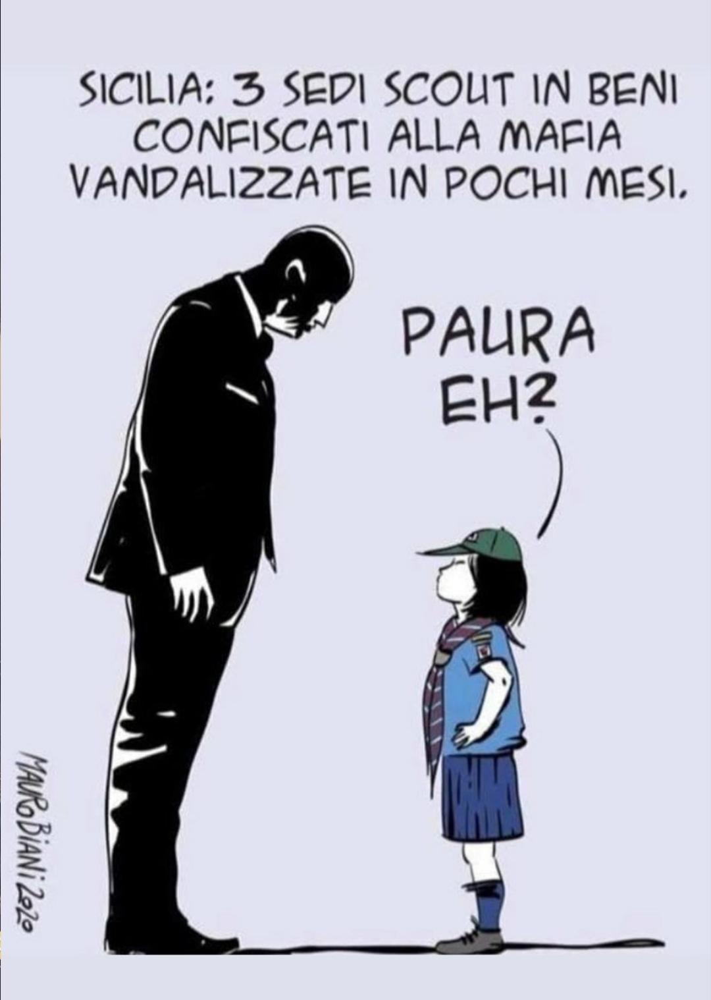 SICILIA: 3 SEDI SCOUT IN BENI
CONFISCATI ALLA MAFIA
VANDALIZZATE IN POCHI MESI.
PAURA
EH?
MAURO BIANI 2020